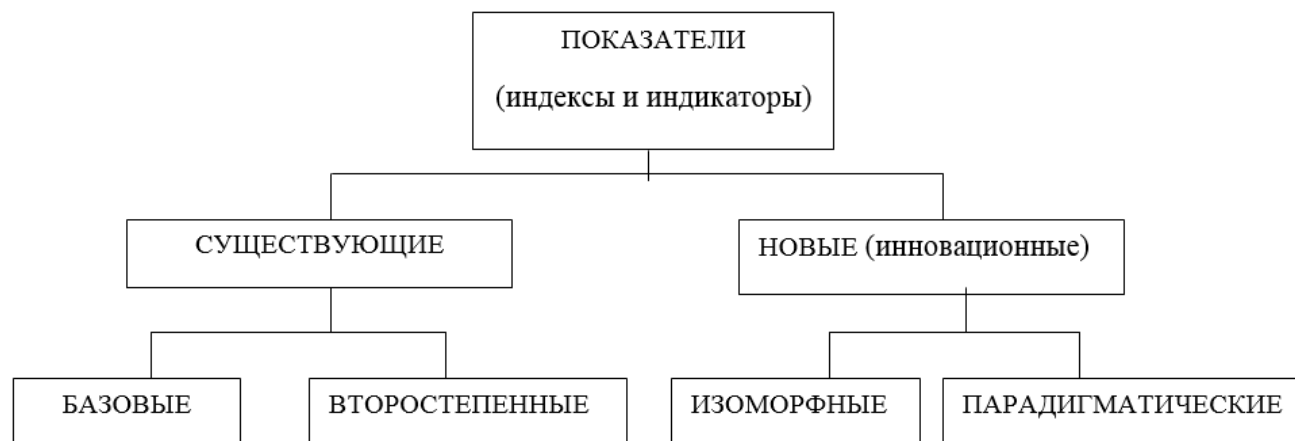 ПОКАЗАТЕЛИ
(индексы и индикаторы)
СУЩЕСТВУЮЩИЕ
НОВЫЕ (инновационные)
БАЗОВЫЕ
ВТОРОСТЕПЕННЫЕ
ИЗОМОРФНЫЕ
ПАРАДИГМАТИЧЕСКИЕ